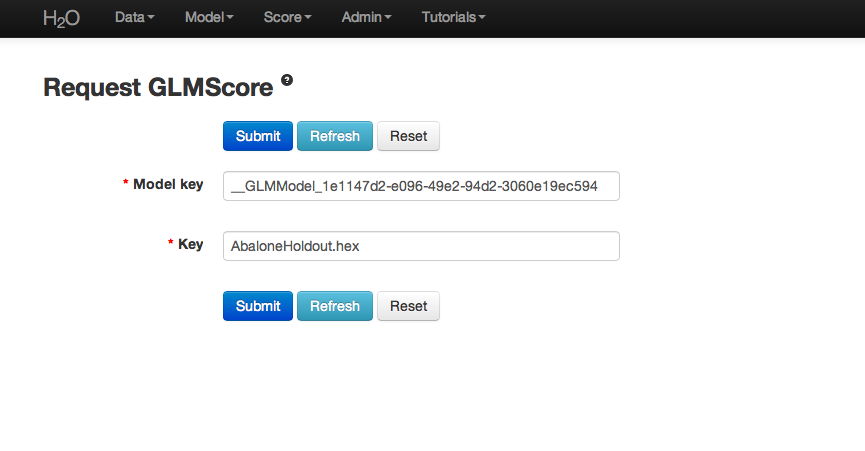 H2O Data Model Score Admin Tutorials
Request GLMScore ?
Submit Refresh Reset
* Model key __GLMModel_1e1147d2-e096-49e2-94d2-3060e19ec594
* Key AbaloneHoldout.hex
Submit Refresh Reset